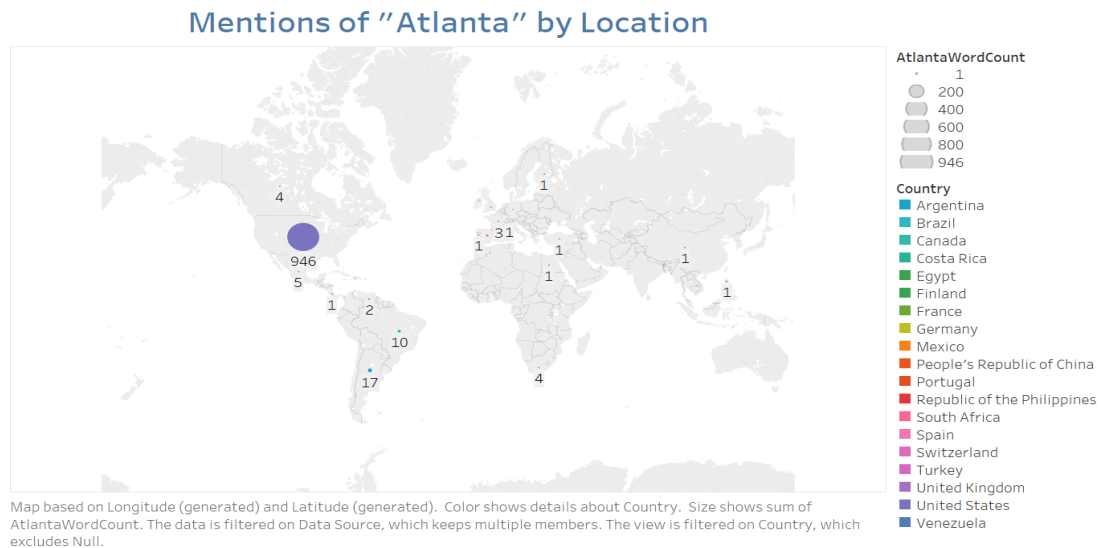 Mentions of "Atlanta" by Location
4
946
5
1
2
10
17
1
1
3
1
1
1
1
1
4
AtlantaWordCount
1
200
400
600
800
946
Country
Argentina
Brazil
Canada
Costa Rica
Egypt
Finland
France
Germany
Mexico
People's Republic of China
Portugal
Republic of the Philippines
South Africa
Spain
Switzerland
Turkey
United Kingdom
United States
Venezuela
Map based on Longitude (generated) and Latitude (generated). Color shows details about Country. Size shows sum of
AtlantaWordCount. The data is filtered on Data Source, which keeps multiple members. The view is filtered on Country, which
excludes Null.